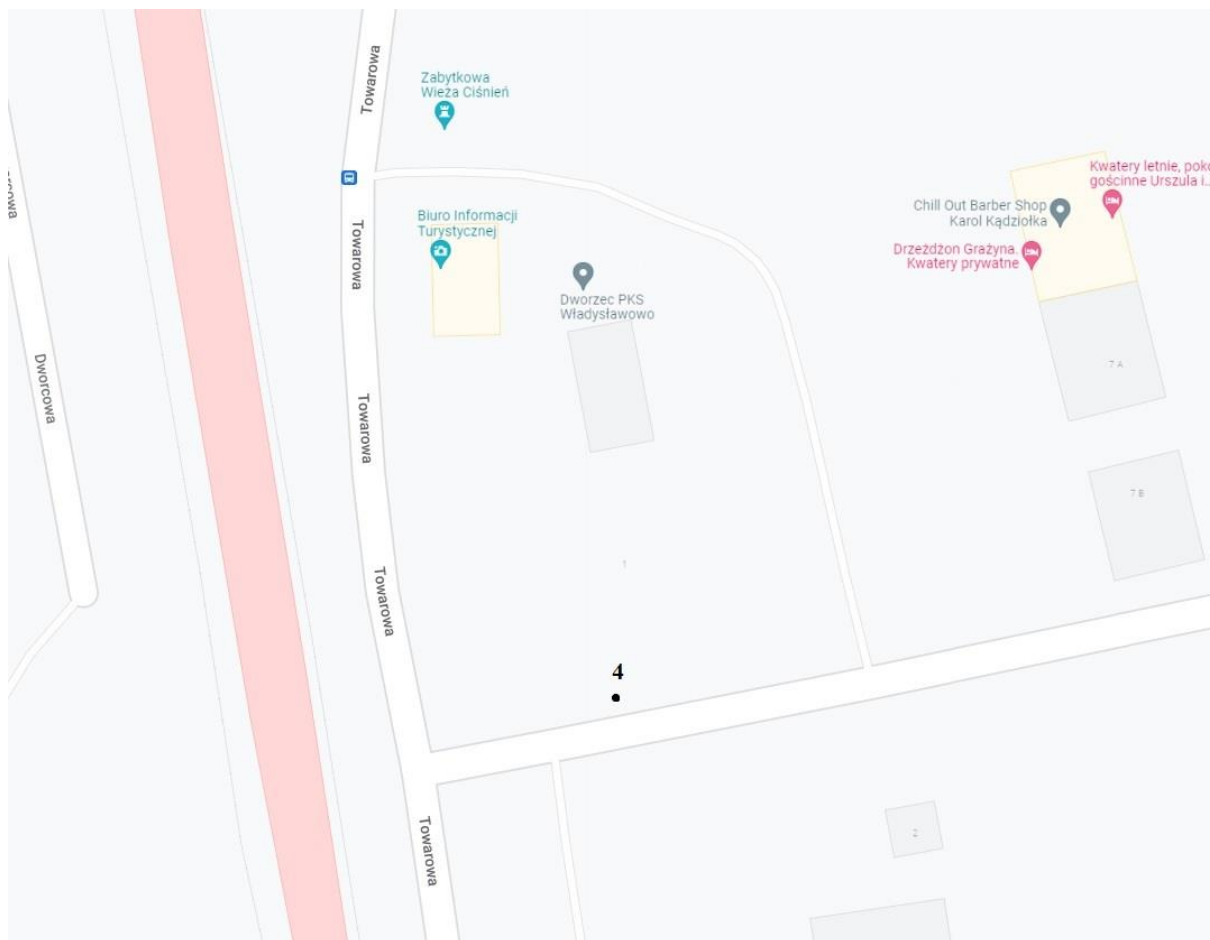 Towarowa
Zabytkowa
Wieża Ciśnień
Kwatery letnie, poko
gościnne Urszula i...
Chill Out Barber Shop
Karol Kądziołka
Biuro Informacji
Turystycznej
Towarowa
Drzeżdżon Grażyna.
Kwatery prywatne
Dworzec PKS
Władysławowo
Dworcowa
7 A
Towarowa
7 B
1
Towarowa
4
2
Towarowa